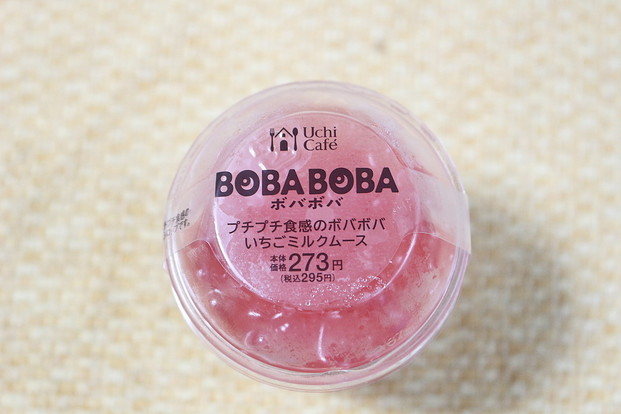 Uchi
Café
BOBABOBA
ボバボバ
プチプチ食感のボバボバ
いちごミルクムース
本体
価格 273円
(税込295円)